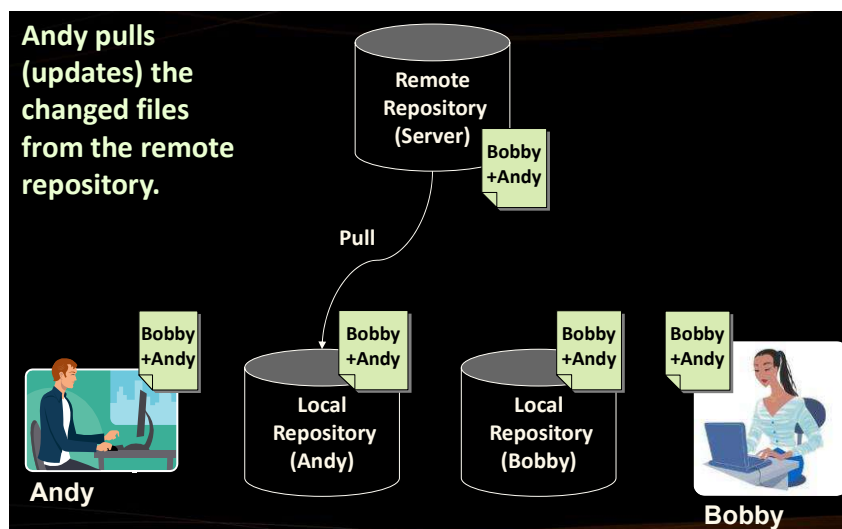 Andy pulls
(updates) the
changed files
from the remote
repository.
Remote
Repository
(Server)
Bobby
+Andy
Pull
Bobby
+Andy
Bobby
+Andy
Bobby
+Andy
Bobby
+Andy
Local
Repository
(Andy)
Local
Repository
(Bobby)
Andy
Bobby